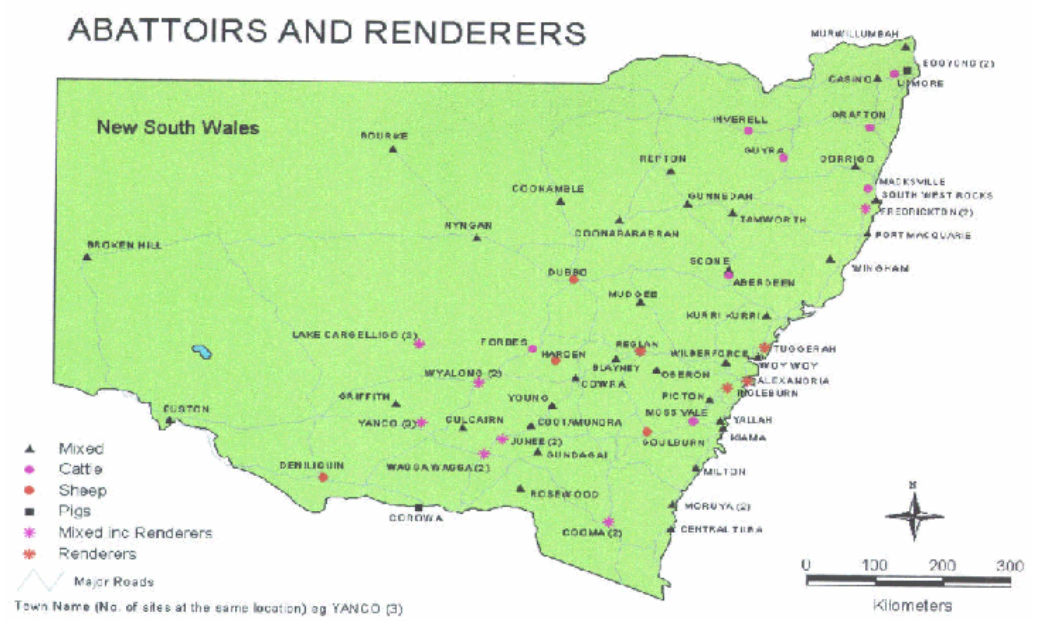 ABATTOIRS AND RENDERERS
MURWILLUMBAH
BOOYONG (2)
CASINO
LISMORE
New South Wales
GRAFTON
INVERELL
BOURKE
GUYRA
REPTON
DORRIGO
MACKSVILLE
COONAMBLE
GUNNEDAH
SOUTH WEST ROCKS
FREDRICKTON (2)
TAMWORTH
NYNGAN
COONABARABRAN
PORT MACQUARIE
BROKEN HILL
SCONE
WINGHAM
DUBBO
ABERDEEN
MUDGEE
KURRI KURRI
LAKE CARGELLIGO (3)
FORBES
REGLAN
TUGGERAH
HARDEN
WILBERFORCE
BLAYNEY
WOY WOY
WYALONG (2)
OBERON
ALEXANDRIA
COWRA
INGLEBURN
GRIFFITH
YOUNG
PICTON
EUSTON
MOSS VALE
YANCO (3)
CULCAIRN
COOTAMUNDRA
YALLAH
JUNEE (2)
GOULBURN
KIAMA
Mixed
GUNDAGAI
Cattle
DENILIQUIN
WAGGA WAGGA (2)
MILTON
Sheep
ROSEWOOD
N
Pigs
COROWA
MORUYA (2)
Mixed inc Renderers
COOMA (2)
CENTRAL TILBA
Renderers
0 100 200 300
Major Roads
Kilometers
Town Name (No. of sites at the same location) eg YANCO (3)